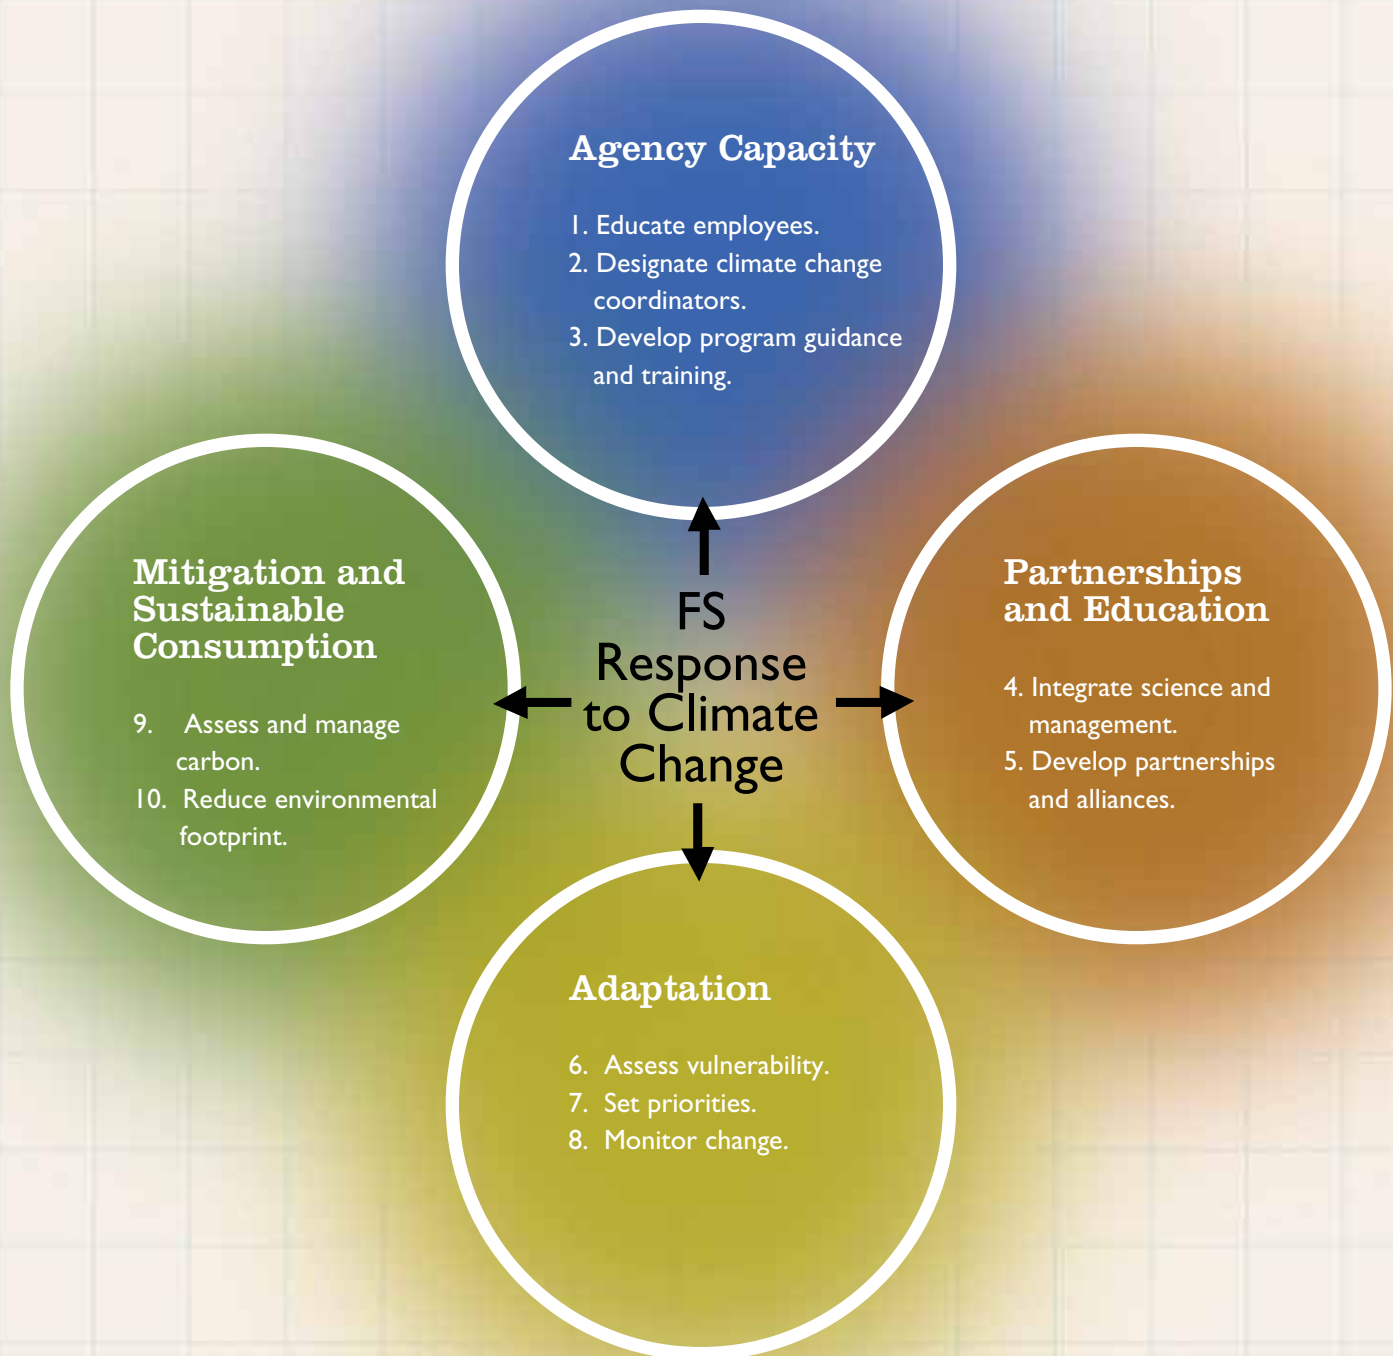 Agency Capacity
1. Educate employees.
2. Designate climate change
coordinators.
3. Develop program guidance
and training.
Mitigation and
Sustainable
Consumption
9. Assess and manage
carbon.
10. Reduce environmental
footprint.
FS
Response
to Climate
Change
Partnerships
and Education
4. Integrate science and
management.
5. Develop partnerships
and alliances.
Adaptation
6. Assess vulnerability.
7. Set priorities.
8. Monitor change.